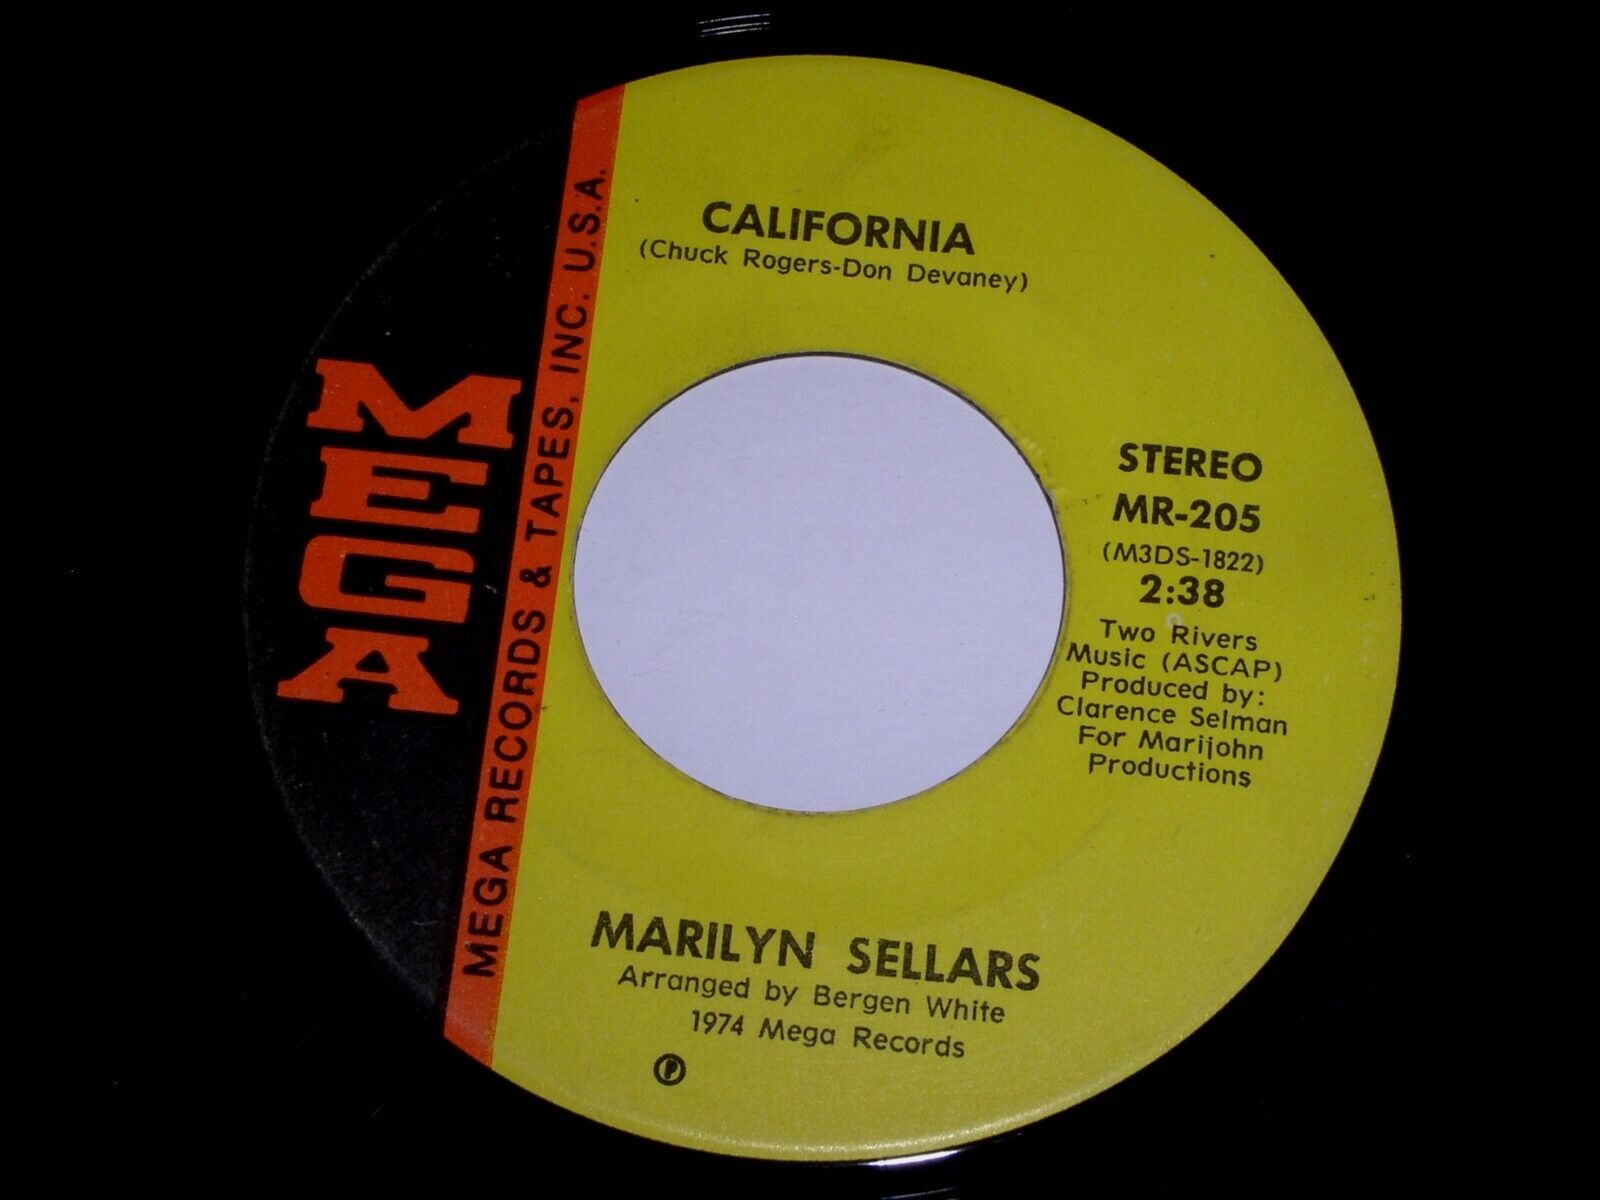 CALIFORNIA
(Chuck Rogers-Don Devaney)
MEGA
MEGA RECORDS & TAPES, INC. U.S.A.
STEREO
MR-205
(M3DS-1822)
2:38
Two Rivers
Music (ASCAP)
Produced by:
Clarence Selman
For Marijohn
Productions
MARILYN SELLARS
Arranged by Bergen White
1974 Mega Records
℗